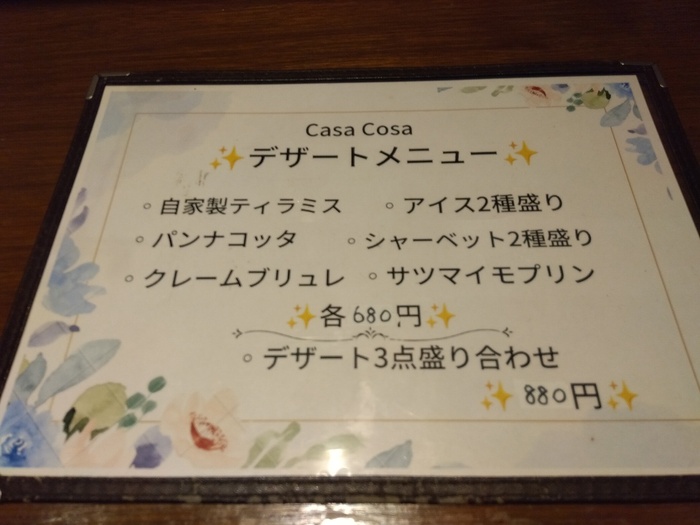 Casa Cosa
✨デザートメニュー✨
◦ 自家製ティラミス ◦ アイス2種盛り
◦ パンナコッタ ◦ シャーベット2種盛り
◦ クレームブリュレ ◦ サツマイモプリン
✨各680円✨
◦ デザート3点盛り合わせ
✨880円✨